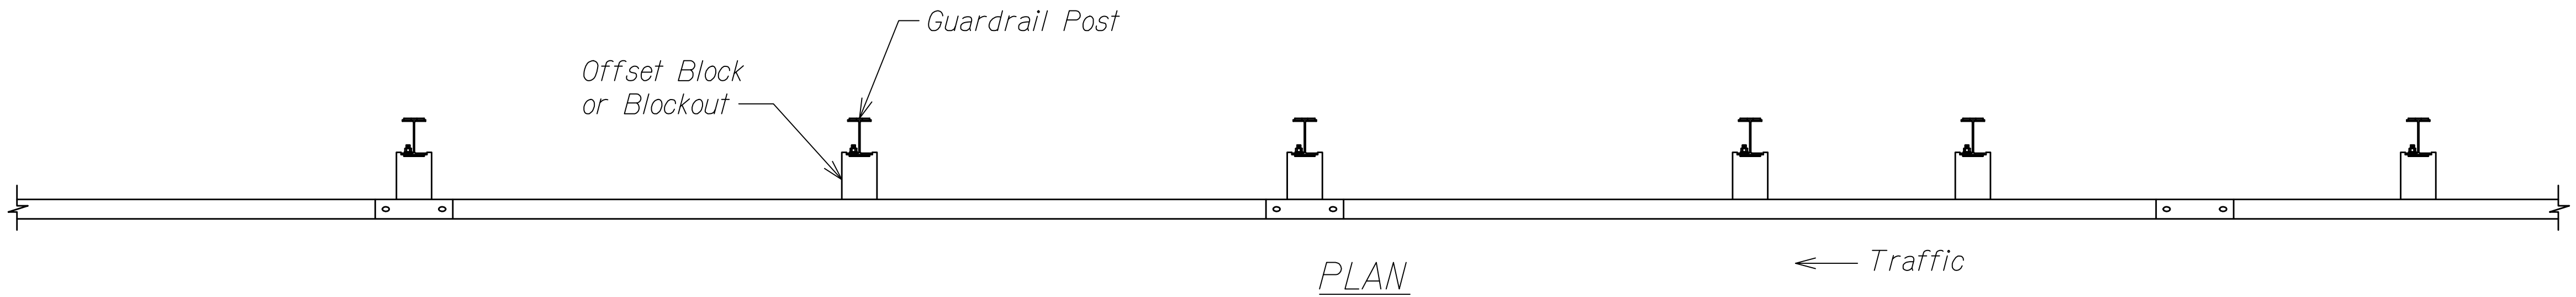 Guardrail Post
Offset Block
or Blockout
Traffic
PLAN